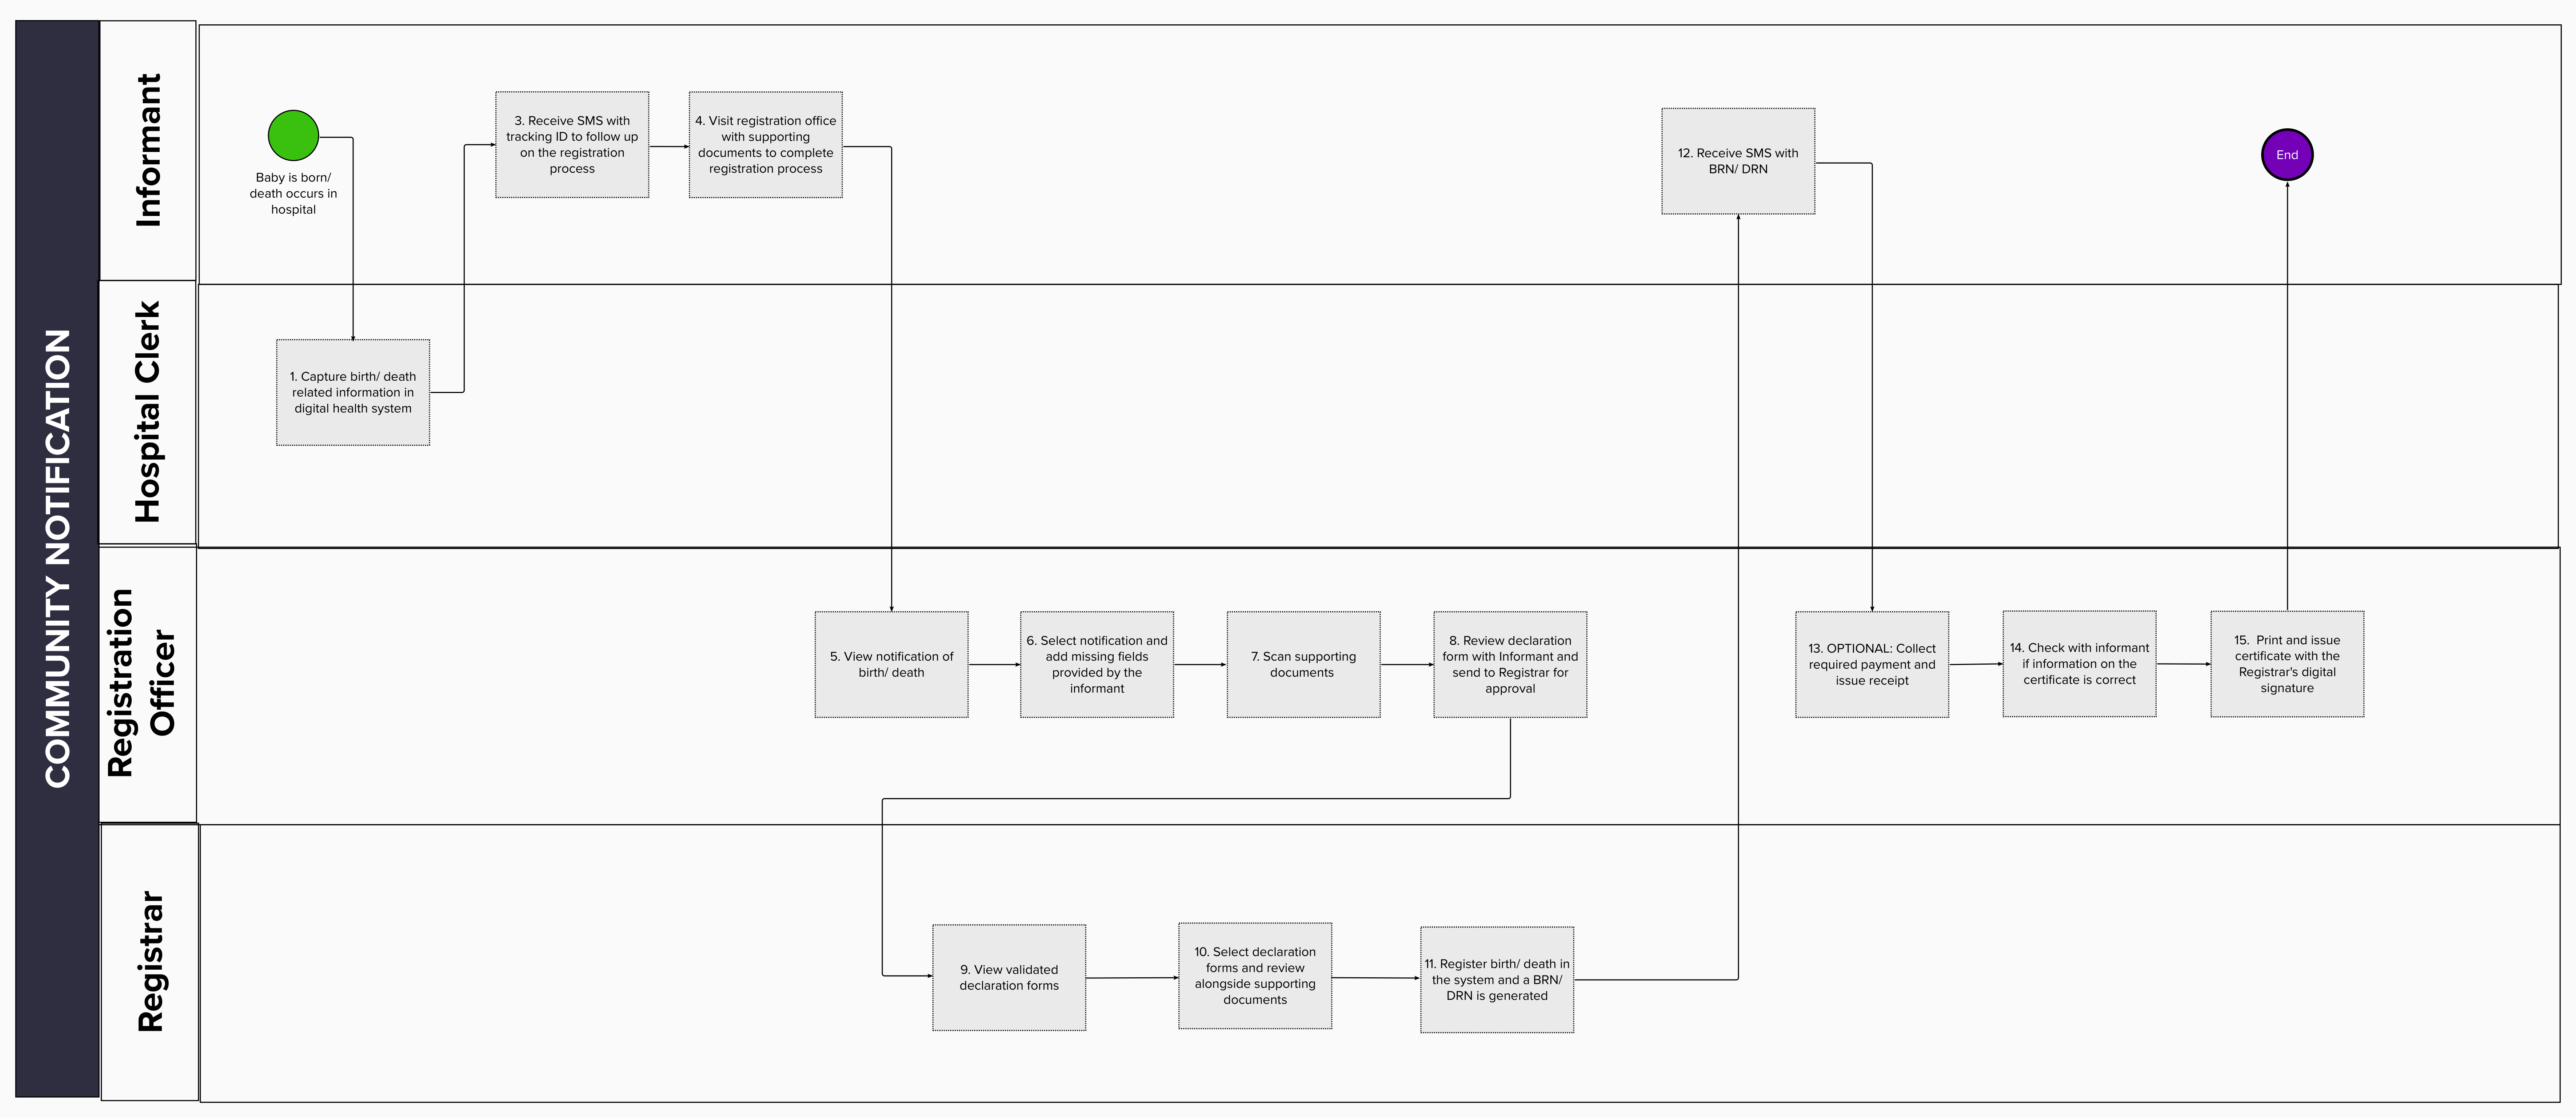 COMMUNITY NOTIFICATION
Informant
Baby is born/
death occurs in
hospital
3. Receive SMS with
tracking ID to follow up
on the registration
process
4. Visit registration office
with supporting
documents to complete
registration process
12. Receive SMS with
BRN/ DRN
End
Hospital Clerk
1. Capture birth/ death
related information in
digital health system
Registration
Officer
5. View notification of
birth/ death
6. Select notification and
add missing fields
provided by the
informant
7. Scan supporting
documents
8. Review declaration
form with Informant and
send to Registrar for
approval
13. OPTIONAL: Collect
required payment and
issue receipt
14. Check with informant
if information on the
certificate is correct
15. Print and issue
certificate with the
Registrar's digital
signature
Registrar
9. View validated
declaration forms
10. Select declaration
forms and review
alongside supporting
documents
11. Register birth/ death in
the system and a BRN/
DRN is generated